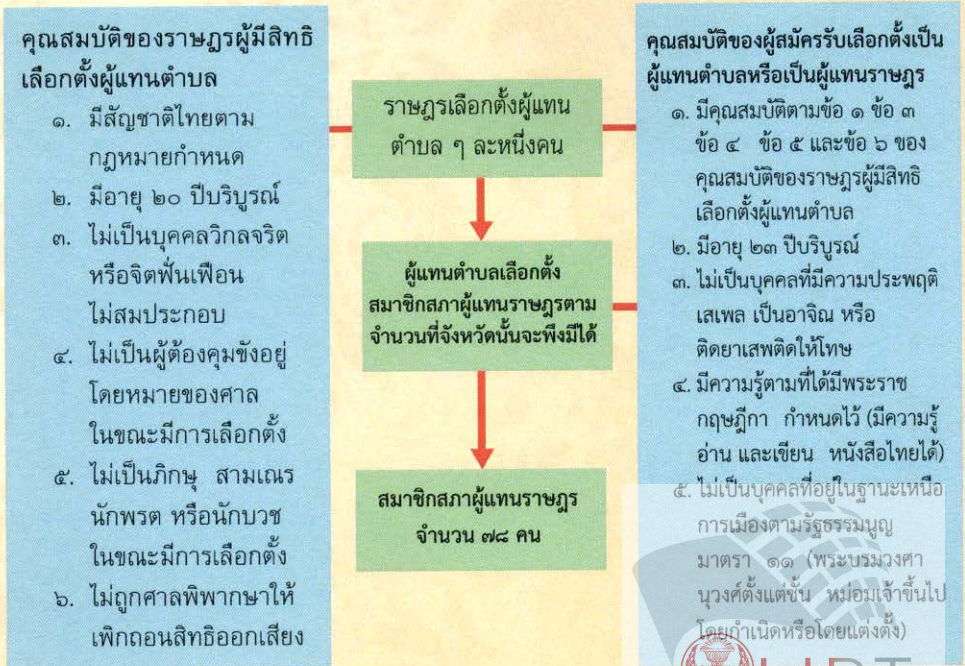 คุณสมบัติของราษฎรผู้มีสิทธิ
เลือกตั้งผู้แทนตำบล
๑. มีสัญชาติไทยตาม
กฎหมายกำหนด
๒. มีอายุ ๒๐ ปีบริบูรณ์
๓. ไม่เป็นบุคคลวิกลจริต
หรือจิตฟั่นเฟือน
ไม่สมประกอบ
๔. ไม่เป็นผู้ต้องคุมขังอยู่
โดยหมายของศาล
ในขณะมีการเลือกตั้ง
๕. ไม่เป็นภิกษุ สามเณร
นักพรต หรือนักบวช
ในขณะมีการเลือกตั้ง
๖. ไม่ถูกศาลพิพากษาให้
เพิกถอนสิทธิออกเสียง
ราษฎรเลือกตั้งผู้แทน
ตำบล ๆ ละหนึ่งคน
ผู้แทนตำบลเลือกตั้ง
สมาชิกสภาผู้แทนราษฎรตาม
จำนวนที่จังหวัดนั้นจะพึงมีได้
สมาชิกสภาผู้แทนราษฎร
จำนวน ๗๘ คน
คุณสมบัติของผู้สมัครรับเลือกตั้งเป็น
ผู้แทนตำบลหรือเป็นผู้แทนราษฎร
๑. มีคุณสมบัติตามข้อ ๑ ข้อ ๓
ข้อ ๔ ข้อ ๕ และข้อ ๖ ของ
คุณสมบัติของราษฎรผู้มีสิทธิ
เลือกตั้งผู้แทนตำบล
๒. มีอายุ ๒๓ ปีบริบูรณ์
๓. ไม่เป็นบุคคลที่มีความประพฤติ
เสเพล เป็นอาจิณ หรือ
ติดยาเสพติดให้โทษ
๔. มีความรู้ตามที่ได้มีพระราช
กฤษฎีกา กำหนดไว้ (มีความรู้
อ่าน และเขียน หนังสือไทยได้)
๕. ไม่เป็นบุคคลที่อยู่ในฐานะเหนือ
การเมืองตามรัฐธรรมนูญ
มาตรา ๑๑ (พระบรมวงศา
นุวงศ์ตั้งแต่ชั้น หม่อมเจ้าขึ้นไป
โดยกำเนิดหรือโดยแต่งตั้ง)